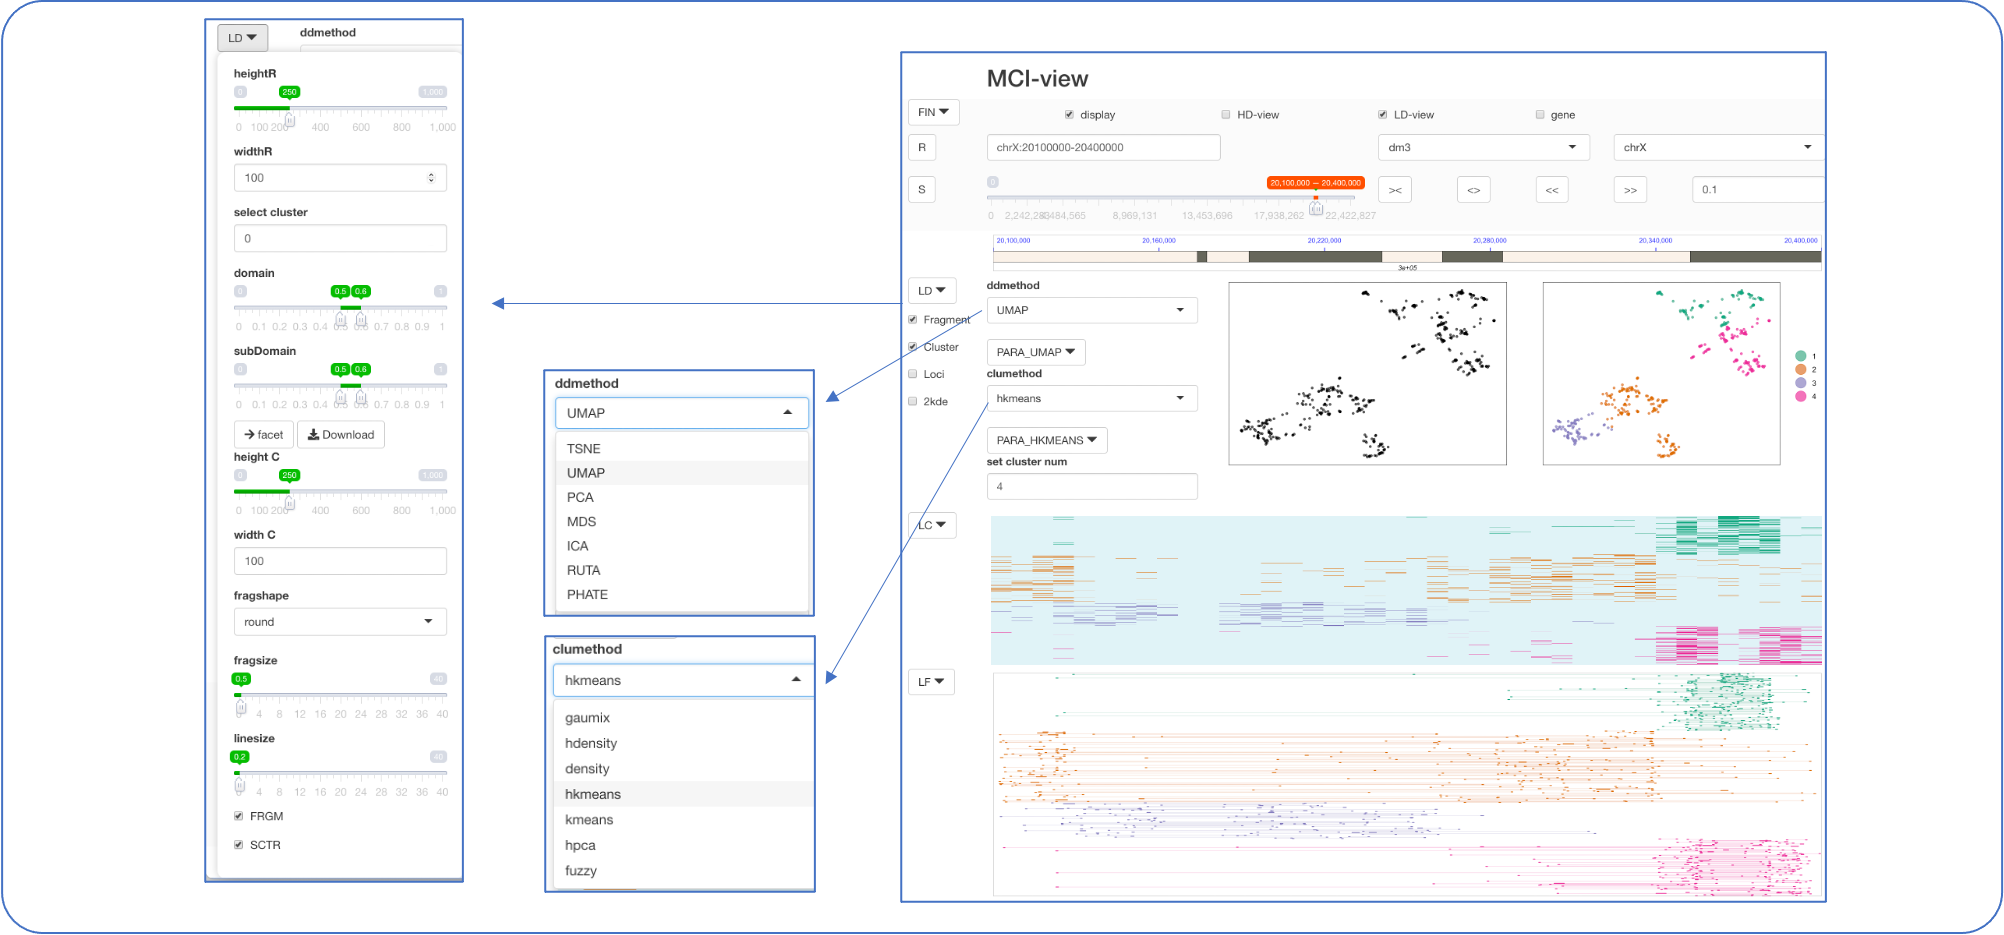 LD
ddmethod
heightR
0 250 1,000
0 100 200 400 600 800 1,000
widthR
100
select cluster
0
domain
0 0.5 0.6 1
0 0.1 0.2 0.3 0.4 0.5 0.6 0.7 0.8 0.9 1
subDomain
0 0.5 0.6 1
0 0.1 0.2 0.3 0.4 0.5 0.6 0.7 0.8 0.9 1
facet Download
height C
0 250 1,000
0 100 200 400 600 800 1,000
width C
100
fragshape
round
fragsize
0.5 40
4 8 12 16 20 24 28 32 36 40
linesize
0.2 40
4 8 12 16 20 24 28 32 36 40
FRGM
SCTR
ddmethod
UMAP
TSNE
UMAP
PCA
MDS
ICA
RUTA
PHATE
clumethod
hkmeans
gaumix
hdensity
density
hkmeans
kmeans
hpca
fuzzy
MCI-view
FIN
display HD-view LD-view gene
R chrX:20100000-20400000 dm3 chrX
0 20,100,000 — 20,400,000
S >< <> << >> 0.1
0 8,969,131 13,453,696 17,938,262 22,422,827
20,100,000 20,160,000 20,220,000 20,280,000 20,340,000 20,400,000
3e+05
LD
Fragment
Cluster
Loci
2kde
ddmethod
UMAP
PARA_UMAP
clumethod
hkmeans
PARA_HKMEANS
set cluster num
4
1
2
3
4
LC
LF